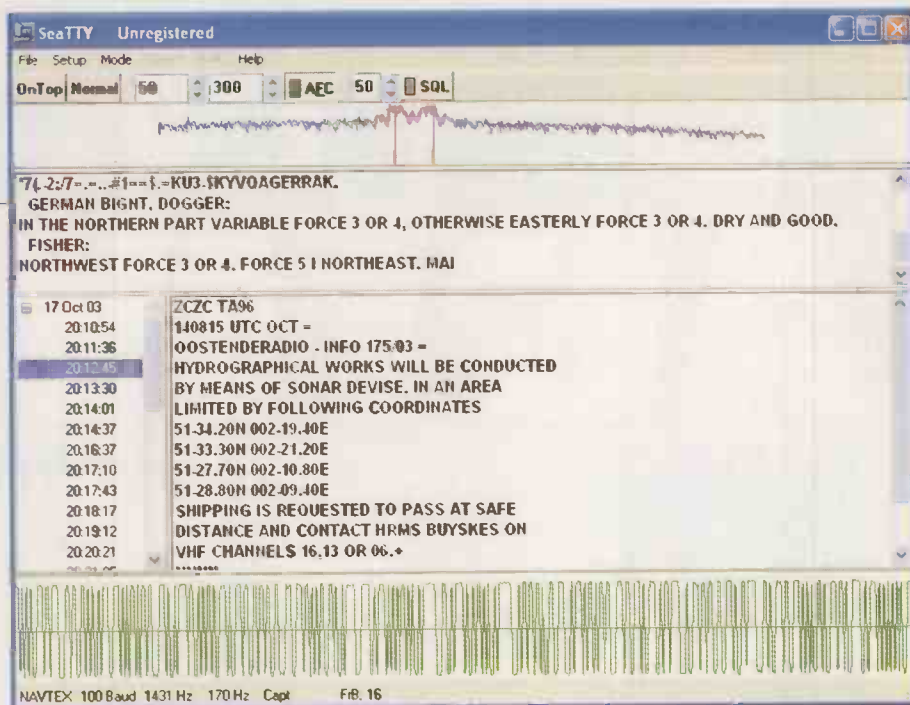 SeaTTY Unregistered
File Setup Mode Help
OnTop Normal 50 300 AFC 50 SQL
"7(.-2;/7=.=..#1==$.=KU3-$KYVOAGERRAK.
GERMAN BIGNT, DOGGER:
IN THE NORTHERN PART VARIABLE FORCE 3 OR 4, OTHERWISE EASTERLY FORCE 3 OR 4. DRY AND GOOD.
FISHER:
NORTHWEST FORCE 3 OR 4. FORCE 5 I NORTHEAST. MAI
17 Oct 03
20:10:54
20:11:36
20:12:45
20:13:30
20:14:01
20:14:37
20:16:37
20:17:10
20:17:43
20:18:17
20:19:12
20:20:21
ZCZC TA96
140815 UTC OCT =
OOSTENDERADIO - INFO 175/03 =
HYDROGRAPHICAL WORKS WILL BE CONDUCTED
BY MEANS OF SONAR DEVISE. IN AN AREA
LIMITED BY FOLLOWING COORDINATES
51-34.20N 002-19.40E
51-33.30N 002-21.20E
51-27.70N 002-10.80E
51-28.80N 002-09.40E
SHIPPING IS REQUESTED TO PASS AT SAFE
DISTANCE AND CONTACT HRMS BUYSKES ON
VHF CHANNELS 16.13 OR 06.+
NAVTEX 100 Baud 1431 Hz 170 Hz Capt FrB. 16